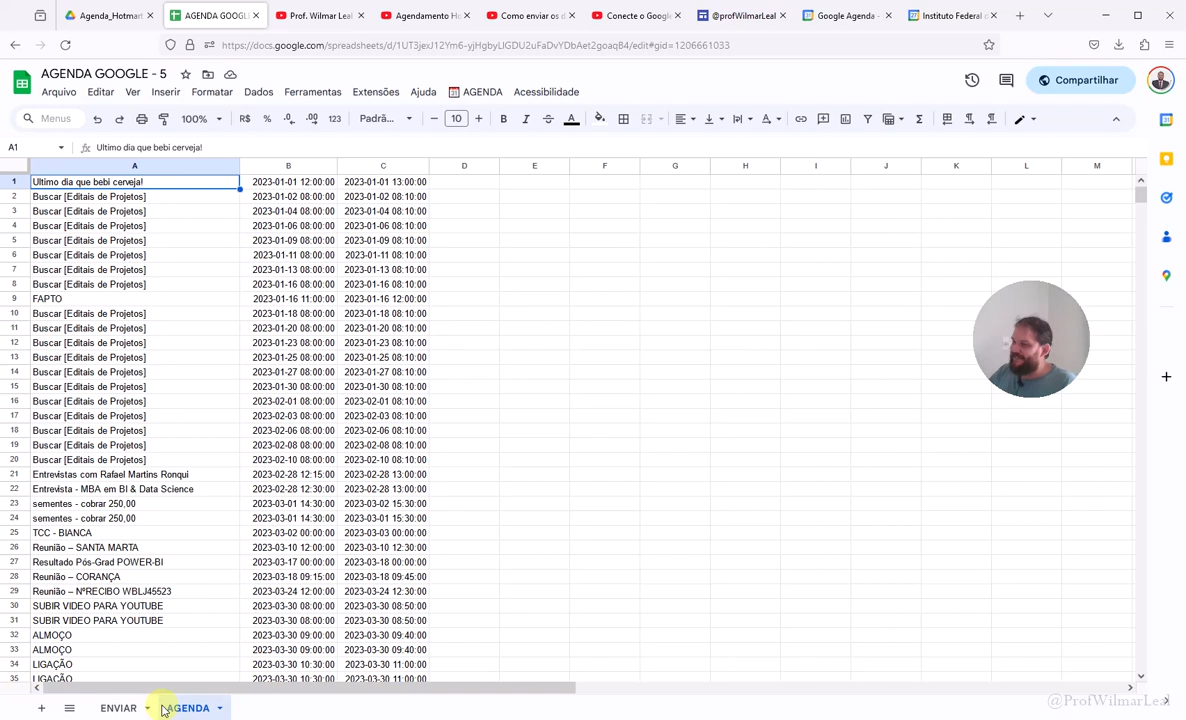 Agenda_Hotmart
AGENDA GOOGLE
Prof. Wilmar Leal
Agendamento Ho
Como enviar os d
Conecte o Google
@profWilmarLeal
Google Agenda -
Instituto Federal d
https://docs.google.com/spreadsheets/d/1UT3jexJ12Ym6-yjHgbyLIGDU2uFaDvYDbAet2goaqB4/edit#gid=1206661033
AGENDA GOOGLE - 5
Compartilhar
Arquivo Editar Ver Inserir Formatar Dados Ferramentas Extensões Ajuda AGENDA Acessibilidade
Menus 100% R$ % .0 .00 123 Padrã... 10 B I A
A1 Ultimo dia que bebi cerveja!
A B C D E F G H I J K L M
1 Ultimo dia que bebi cerveja! 2023-01-01 12:00:00 2023-01-01 13:00:00
2 Buscar [Editais de Projetos] 2023-01-02 08:00:00 2023-01-02 08:10:00
3 Buscar [Editais de Projetos] 2023-01-04 08:00:00 2023-01-04 08:10:00
4 Buscar [Editais de Projetos] 2023-01-06 08:00:00 2023-01-06 08:10:00
5 Buscar [Editais de Projetos] 2023-01-09 08:00:00 2023-01-09 08:10:00
6 Buscar [Editais de Projetos] 2023-01-11 08:00:00 2023-01-11 08:10:00
7 Buscar [Editais de Projetos] 2023-01-13 08:00:00 2023-01-13 08:10:00
8 Buscar [Editais de Projetos] 2023-01-16 08:00:00 2023-01-16 08:10:00
9 FAPTO 2023-01-16 11:00:00 2023-01-16 12:00:00
10 Buscar [Editais de Projetos] 2023-01-18 08:00:00 2023-01-18 08:10:00
11 Buscar [Editais de Projetos] 2023-01-20 08:00:00 2023-01-20 08:10:00
12 Buscar [Editais de Projetos] 2023-01-23 08:00:00 2023-01-23 08:10:00
13 Buscar [Editais de Projetos] 2023-01-25 08:00:00 2023-01-25 08:10:00
14 Buscar [Editais de Projetos] 2023-01-27 08:00:00 2023-01-27 08:10:00
15 Buscar [Editais de Projetos] 2023-01-30 08:00:00 2023-01-30 08:10:00
16 Buscar [Editais de Projetos] 2023-02-01 08:00:00 2023-02-01 08:10:00
17 Buscar [Editais de Projetos] 2023-02-03 08:00:00 2023-02-03 08:10:00
18 Buscar [Editais de Projetos] 2023-02-06 08:00:00 2023-02-06 08:10:00
19 Buscar [Editais de Projetos] 2023-02-08 08:00:00 2023-02-08 08:10:00
20 Buscar [Editais de Projetos] 2023-02-10 08:00:00 2023-02-10 08:10:00
21 Entrevistas com Rafael Martins Ronqui 2023-02-28 12:15:00 2023-02-28 13:00:00
22 Entrevista - MBA em BI & Data Science 2023-02-28 12:30:00 2023-02-28 13:00:00
23 sementes - cobrar 250,00 2023-03-01 14:30:00 2023-03-02 15:30:00
24 sementes - cobrar 250,00 2023-03-01 14:30:00 2023-03-01 15:30:00
25 TCC - BIANCA 2023-03-02 00:00:00 2023-03-03 00:00:00
26 Reunião – SANTA MARTA 2023-03-10 12:00:00 2023-03-10 12:30:00
27 Resultado Pós-Grad POWER-BI 2023-03-17 00:00:00 2023-03-18 00:00:00
28 Reunião – CORANÇA 2023-03-18 09:15:00 2023-03-18 09:45:00
29 Reunião – NºRECIBO WBLJ45523 2023-03-24 12:00:00 2023-03-24 12:30:00
30 SUBIR VIDEO PARA YOUTUBE 2023-03-30 08:00:00 2023-03-30 08:50:00
31 SUBIR VIDEO PARA YOUTUBE 2023-03-30 08:00:00 2023-03-30 08:50:00
32 ALMOÇO 2023-03-30 09:00:00 2023-03-30 09:40:00
33 ALMOÇO 2023-03-30 09:00:00 2023-03-30 09:40:00
34 LIGAÇÃO 2023-03-30 10:30:00 2023-03-30 11:00:00
35 LIGAÇÃO 2023-03-30 10:30:00 2023-03-30 11:00:00
ENVIAR AGENDA
@ProfWilmarLeal